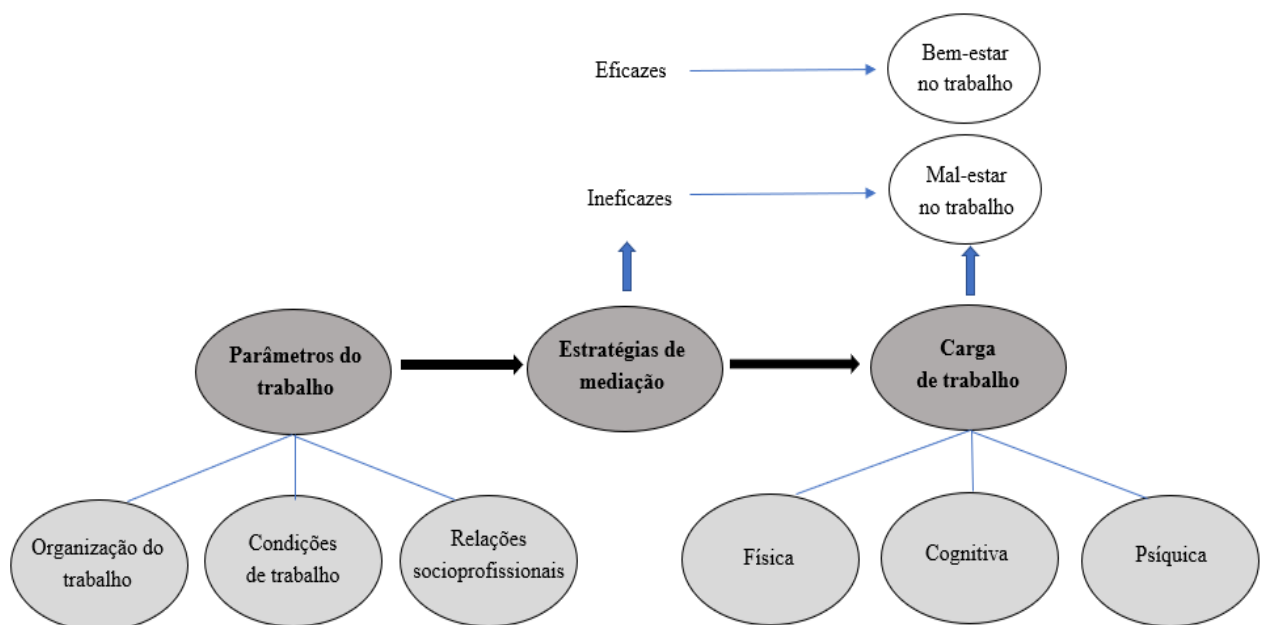 Eficazes
Bem-estar
no trabalho
Ineficazes
Mal-estar
no trabalho
Parâmetros do
trabalho
Estratégias de
mediação
Carga
de trabalho
Organização do
trabalho
Condições
de trabalho
Relações
socioprofissionais
Física
Cognitiva
Psíquica